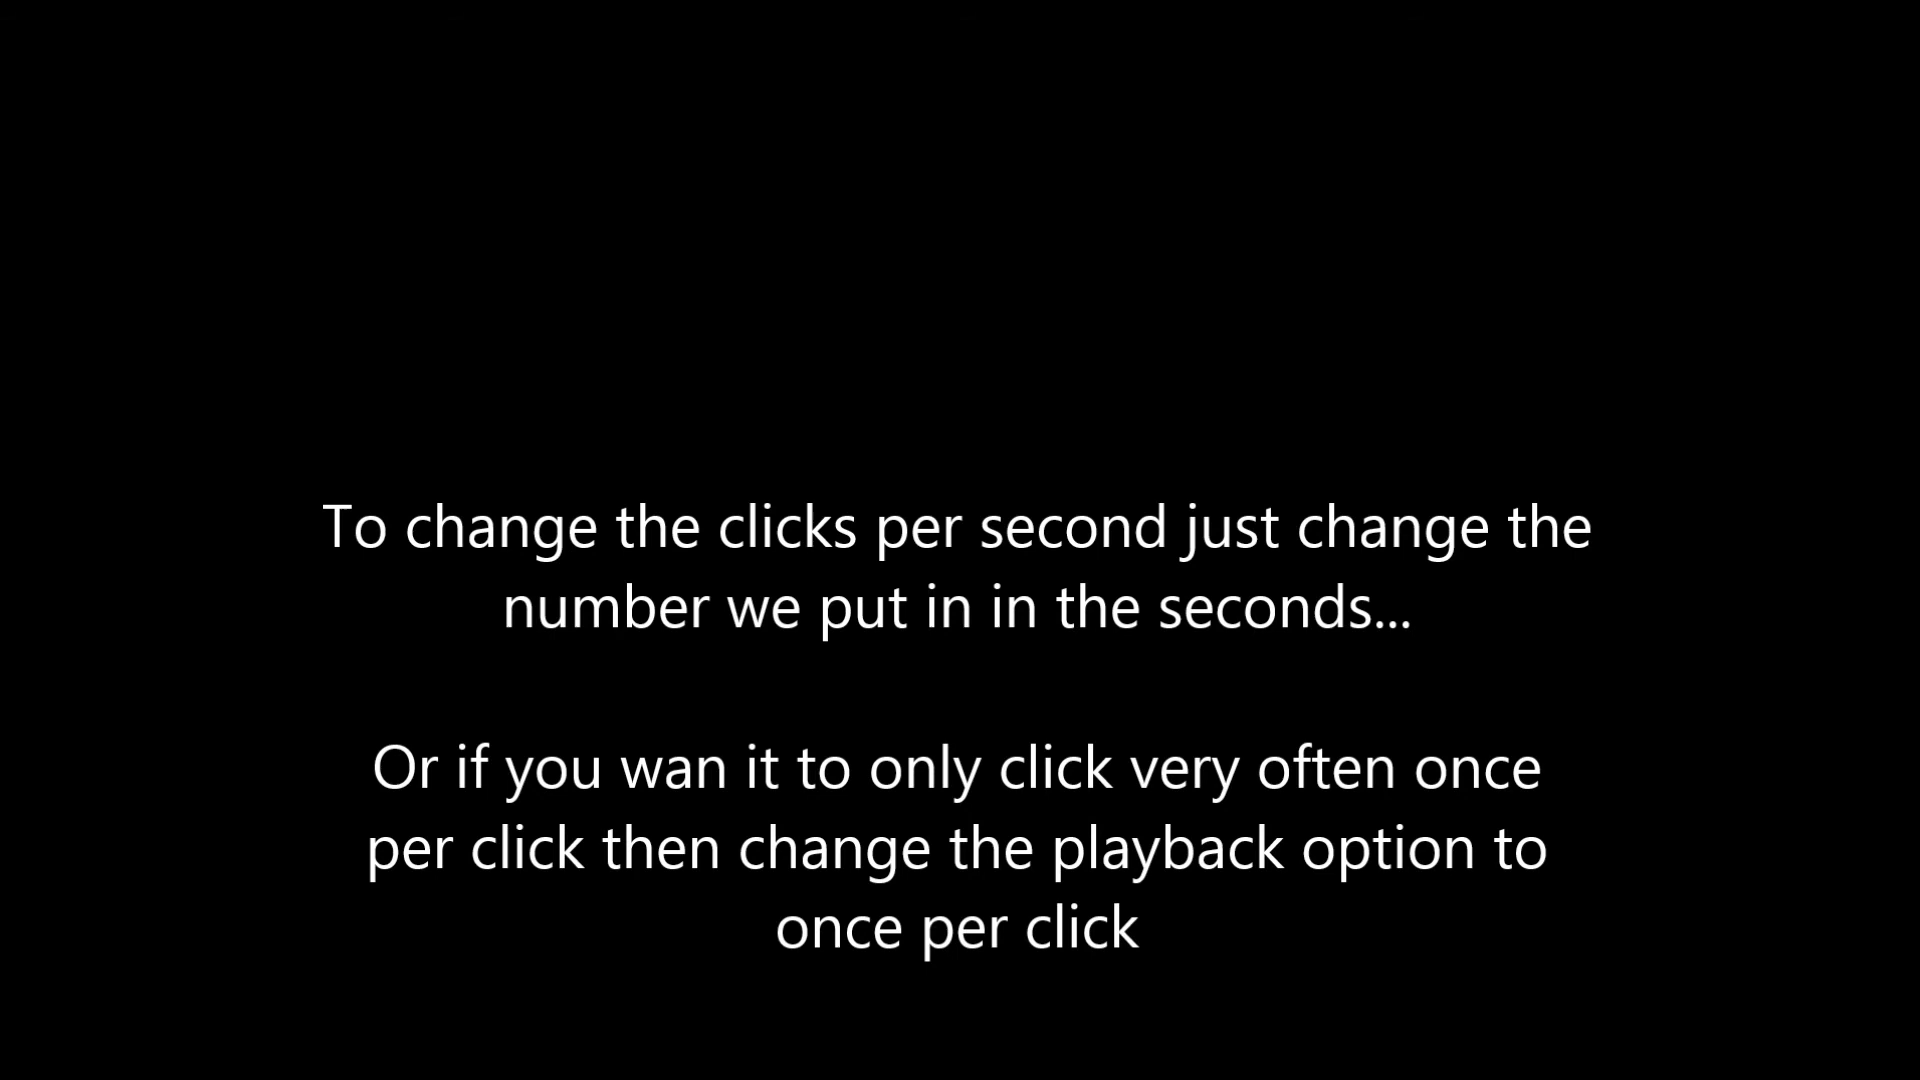 To change the clicks per second just change the
number we put in in the seconds...
Or if you wan it to only click very often once
per click then change the playback option to
once per click